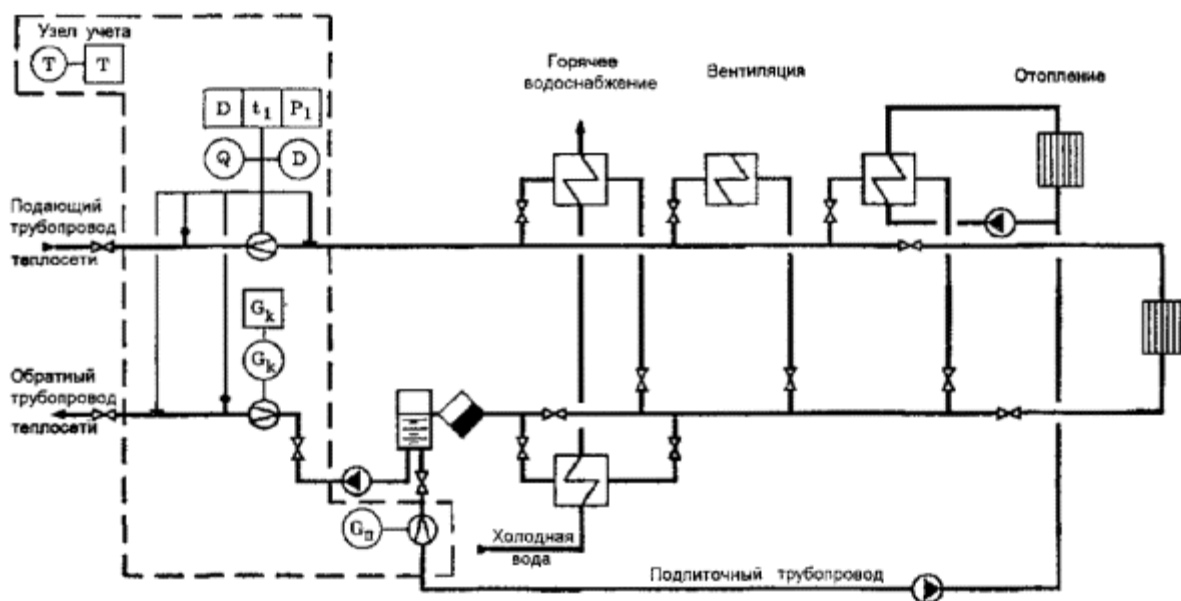 Узел учета
T T
D t1 P1
Q D
Горячее
водоснабжение
Вентиляция
Отопление
Подающий
трубопровод
теплосети
Gk
Gk
Обратный
трубопровод
теплосети
Gп
Холодная
вода
Подпиточный трубопровод